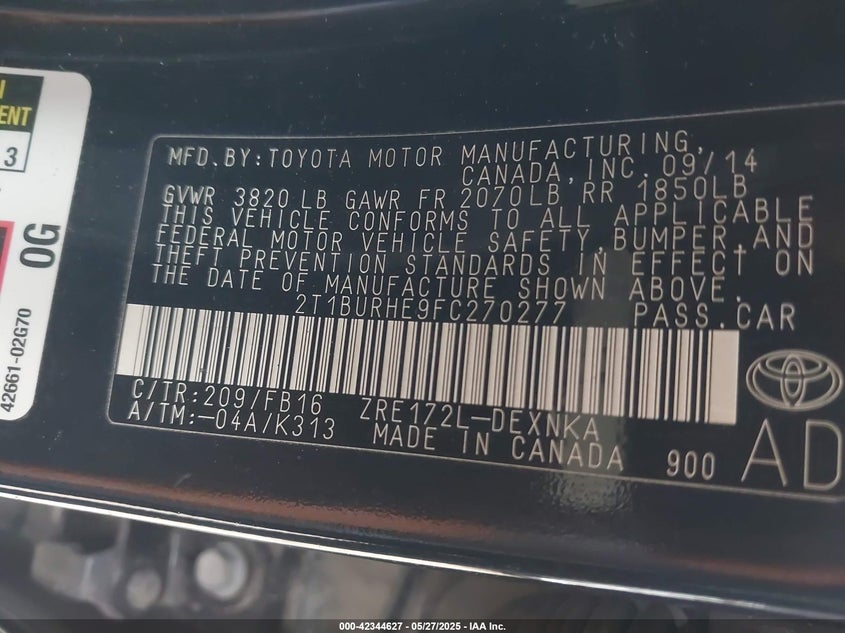 ENT
3
0G
42661-02G70
MFD.BY:TOYOTA MOTOR MANUFACTURING,
CANADA,INC. 09/14
GVWR 3820 LB GAWR FR 2070LB RR 1850LB
THIS VEHICLE CONFORMS TO ALL APPLICABLE
FEDERAL MOTOR VEHICLE SAFETY,BUMPER,AND
THEFT PREVENTION STANDARDS IN EFFECT ON
THE DATE OF MANUFACTURE SHOWN ABOVE.
2T1BURHE9FC270277 PASS.CAR
C/TR:209/FB16 ZRE172L-DEXNKA
A/TM:-04A/K313 MADE IN CANADA 900
AD
000-42344627 — 05/27/2025 - IAA Inc.